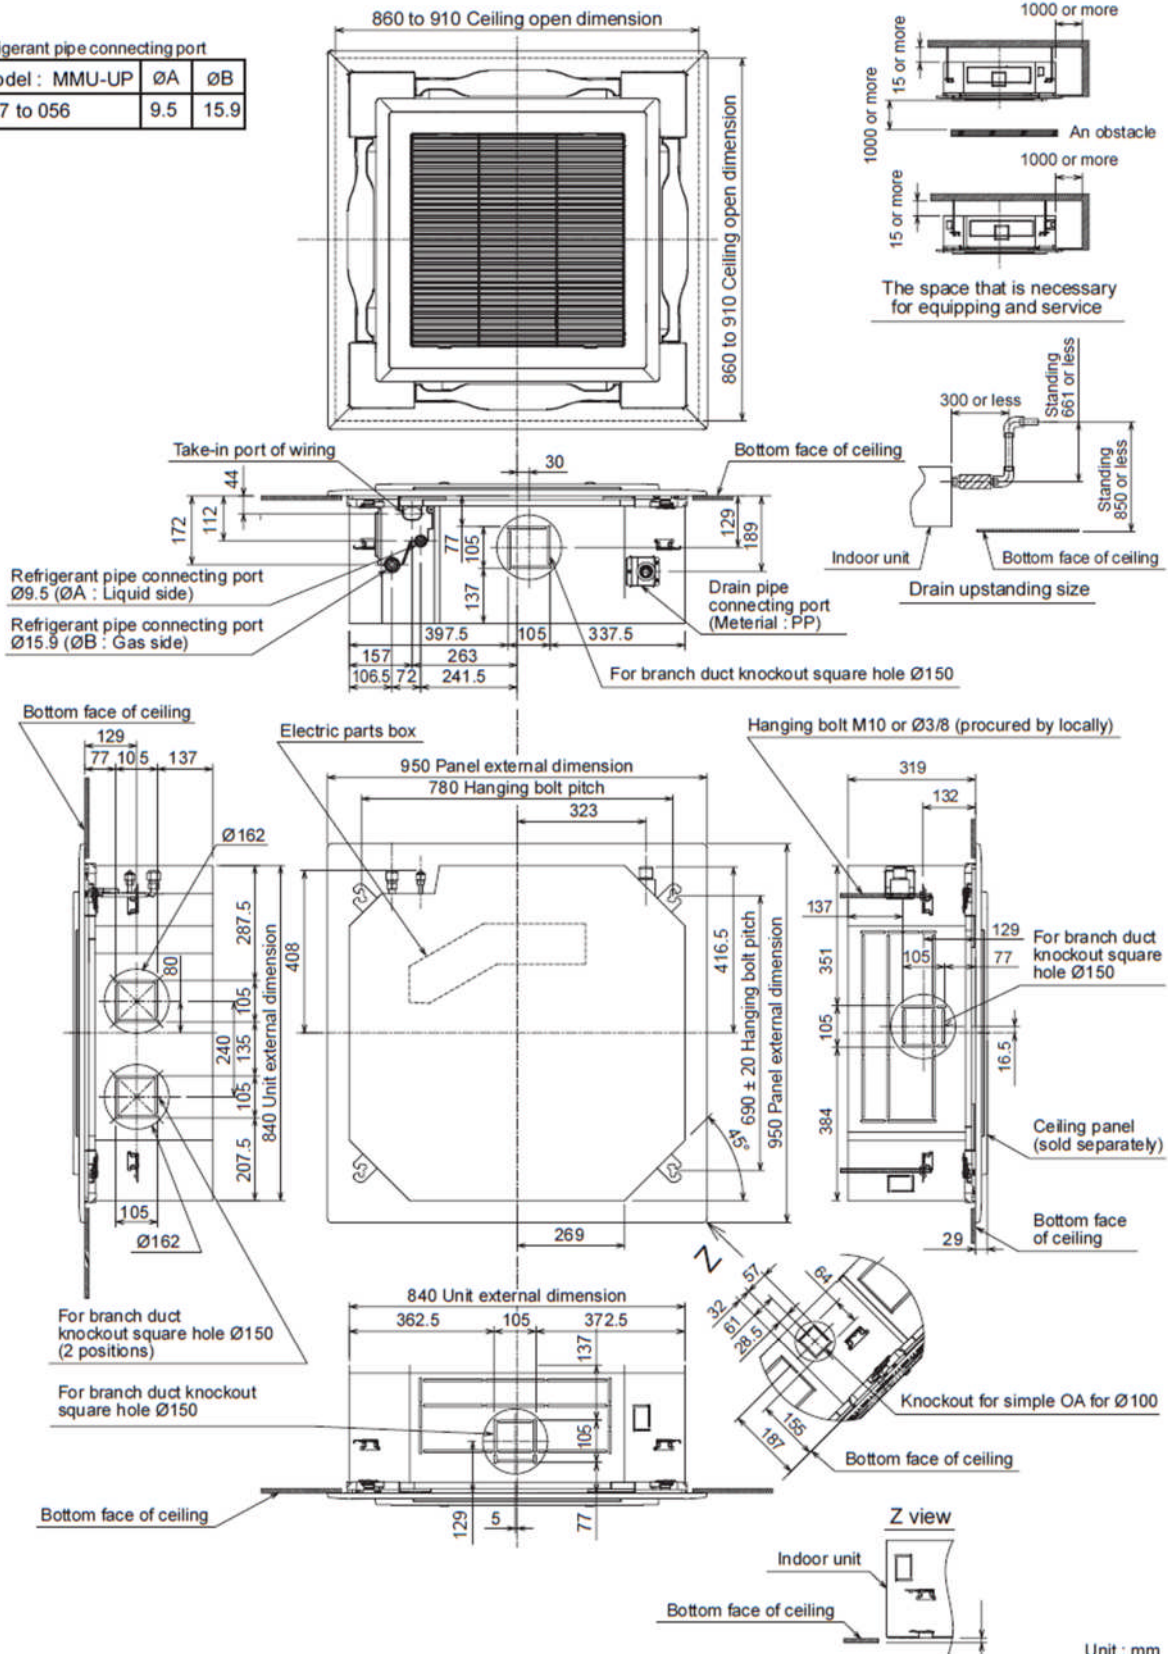 860 to 910 Ceiling open dimension
1000 or more
igerant pipe connecting port
odel : MMU-UP ØA ØB
7 to 056 9.5 15.9
15 or more
1000 or more
An obstacle
860 to 910 Ceiling open dimension
1000 or more
15 or more
The space that is necessary
for equipping and service
300 or less
Standing
661 or less
Standing
850 or less
Indoor unit
Bottom face of ceiling
Drain upstanding size
Take-in port of wiring
30
Bottom face of ceiling
44
172
112
77
105
137
129
189
Refrigerant pipe connecting port
Ø9.5 (ØA : Liquid side)
Refrigerant pipe connecting port
Ø15.9 (ØB : Gas side)
Drain pipe
connecting port
(Meterial : PP)
397.5 105 337.5
157 263
106.5 72 241.5
For branch duct knockout square hole Ø150
Bottom face of ceiling
129
77 105 137
Ø162
287.5
80
105
240
135
105
207.5
840 Unit external dimension
105
Ø162
For branch duct
knockout square hole Ø150
(2 positions)
Electric parts box
950 Panel external dimension
780 Hanging bolt pitch
323
408
416.5
690 ± 20 Hanging bolt pitch
950 Panel external dimension
45°
269
Z
Hanging bolt M10 or Ø3/8 (procured by locally)
319
132
137
351
129
105 77
For branch duct
knockout square
hole Ø150
105
16.5
384
Ceiling panel
(sold separately)
Bottom face
of ceiling
29
840 Unit external dimension
362.5 105 372.5
137
For branch duct knockout
square hole Ø150
105
Bottom face of ceiling
129
5
77
57
64
32
61
28.5
Knockout for simple OA for Ø100
155
187
Bottom face of ceiling
Z view
Indoor unit
Bottom face of ceiling
Unit : mm